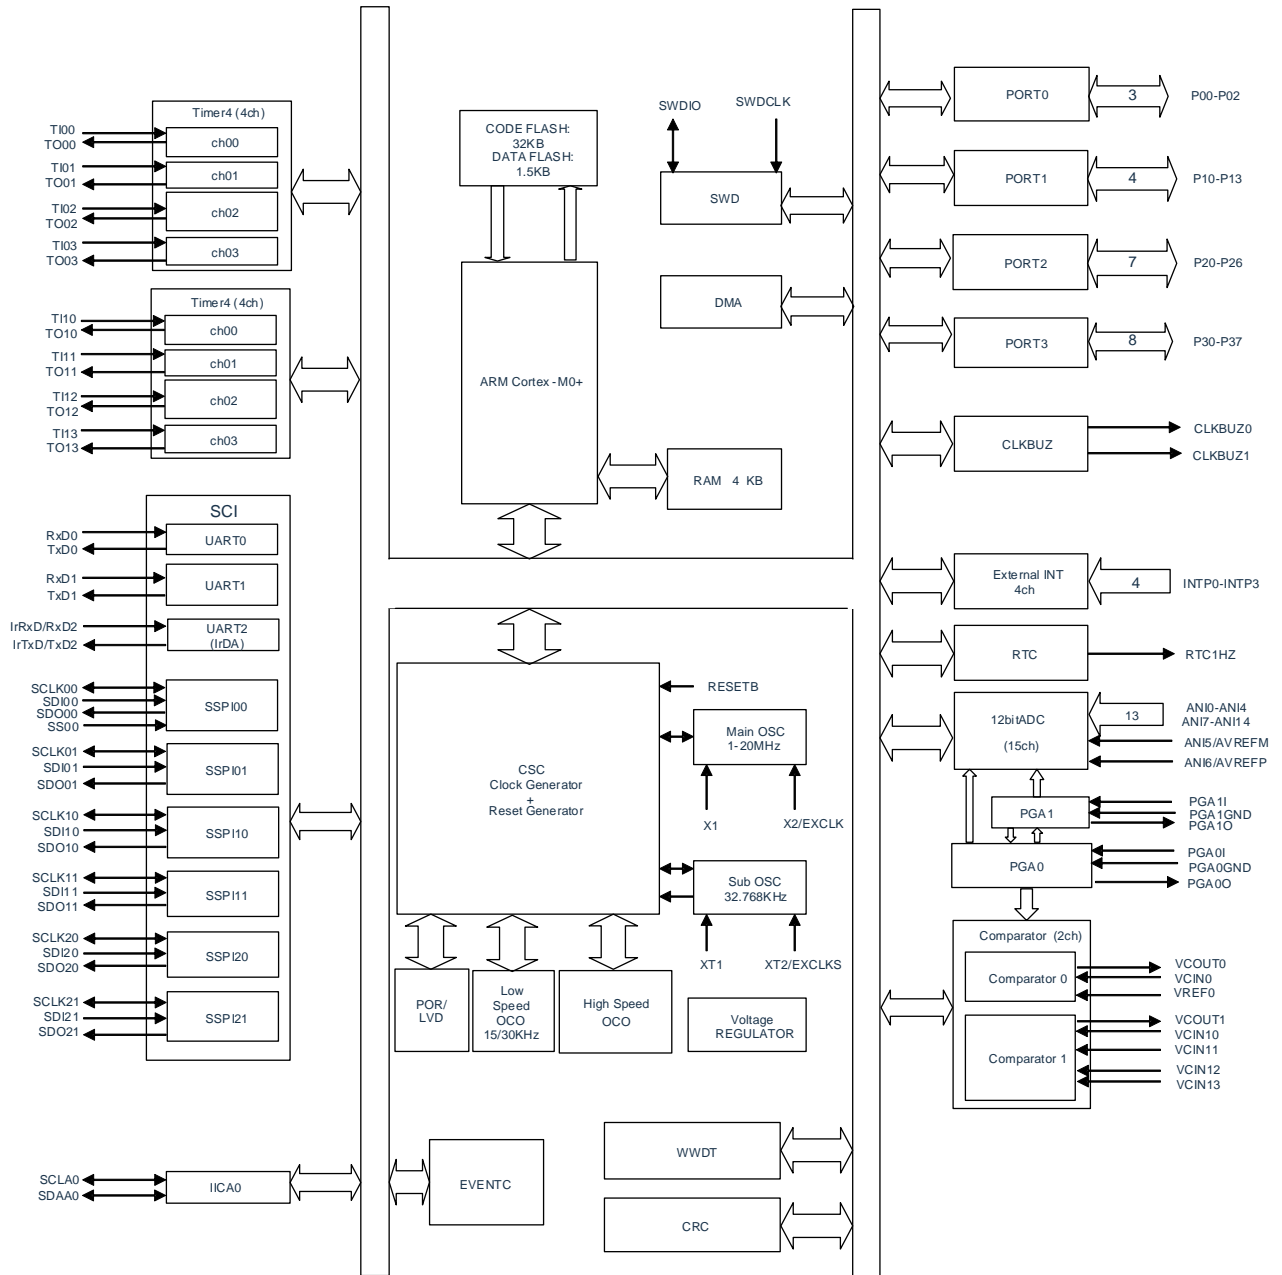 Timer4 (4ch)
TI00
TO00
ch00
TI01
TO01
ch01
TI02
TO02
ch02
TI03
TO03
ch03
Timer4 (4ch)
TI10
TO10
ch00
TI11
TO11
ch01
TI12
TO12
ch02
TI13
TO13
ch03
SCI
RxD0
TxD0
UART0
RxD1
TxD1
UART1
IrRxD/RxD2
IrTxD/TxD2
UART2
(IrDA)
SCLK00
SDI00
SDO00
SS00
SSPI00
SCLK01
SDI01
SDO01
SSPI01
SCLK10
SDI10
SDO10
SSPI10
SCLK11
SDI11
SDO11
SSPI11
SCLK20
SDI20
SDO20
SSPI20
SCLK21
SDI21
SDO21
SSPI21
SCLA0
SDAA0
IICA0
CODE FLASH:
32KB
DATA FLASH:
1.5KB
SWDIO
SWDCLK
SWD
DMA
ARM Cortex-M0+
RAM 4 KB
CSC
Clock Generator
+
Reset Generator
RESETB
Main OSC
1-20MHz
X1
X2/EXCLK
Sub OSC
32.768KHz
XT1
XT2/EXCLKS
POR/
LVD
Low
Speed
OCO
15/30KHz
High Speed
OCO
Voltage
REGULATOR
EVENTC
WWDT
CRC
PORT0
3
P00-P02
PORT1
4
P10-P13
PORT2
7
P20-P26
PORT3
8
P30-P37
CLKBUZ
CLKBUZ0
CLKBUZ1
External INT
4ch
4
INTP0-INTP3
RTC
RTC1HZ
12bitADC
(15ch)
13
ANI0-ANI4
ANI7-ANI14
ANI5/AVREFM
ANI6/AVREFP
PGA1
PGA1I
PGA1GND
PGA1O
PGA0
PGA0I
PGA0GND
PGA0O
Comparator (2ch)
Comparator 0
VCOUT0
VCIN0
VREF0
Comparator 1
VCOUT1
VCIN10
VCIN11
VCIN12
VCIN13